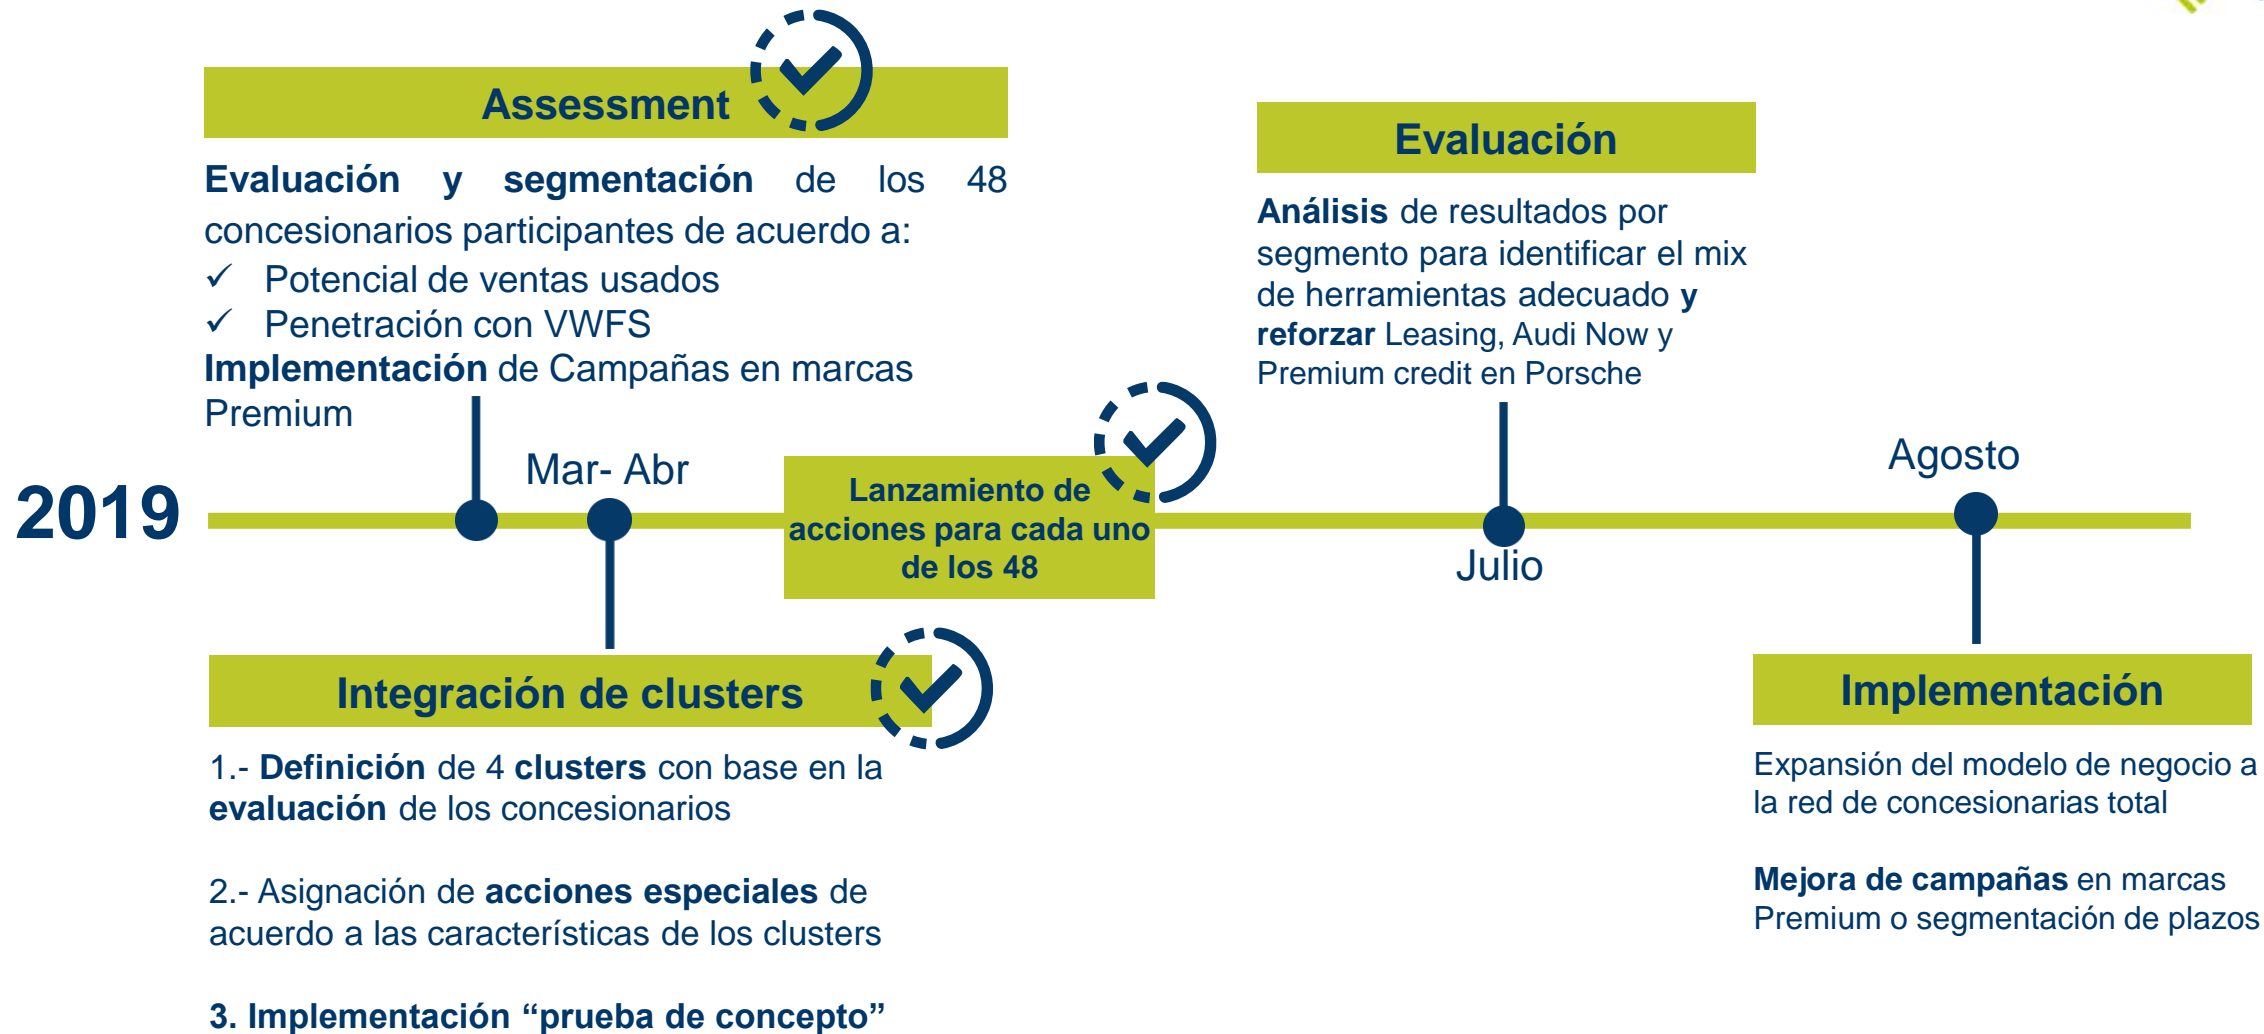 Assessment
Evaluación y segmentación de los 48
concesionarios participantes de acuerdo a:
✓ Potencial de ventas usados
✓ Penetración con VWFS
Implementación de Campañas en marcas
Premium
Evaluación
Análisis de resultados por
segmento para identificar el mix
de herramientas adecuado y
reforzar Leasing, Audi Now y
Premium credit en Porsche
2019
Mar- Abr
Lanzamiento de
acciones para cada uno
de los 48
Julio
Agosto
Integración de clusters
1.- Definición de 4 clusters con base en la
evaluación de los concesionarios
2.- Asignación de acciones especiales de
acuerdo a las características de los clusters
3. Implementación “prueba de concepto”
Implementación
Expansión del modelo de negocio a
la red de concesionarias total
Mejora de campañas en marcas
Premium o segmentación de plazos